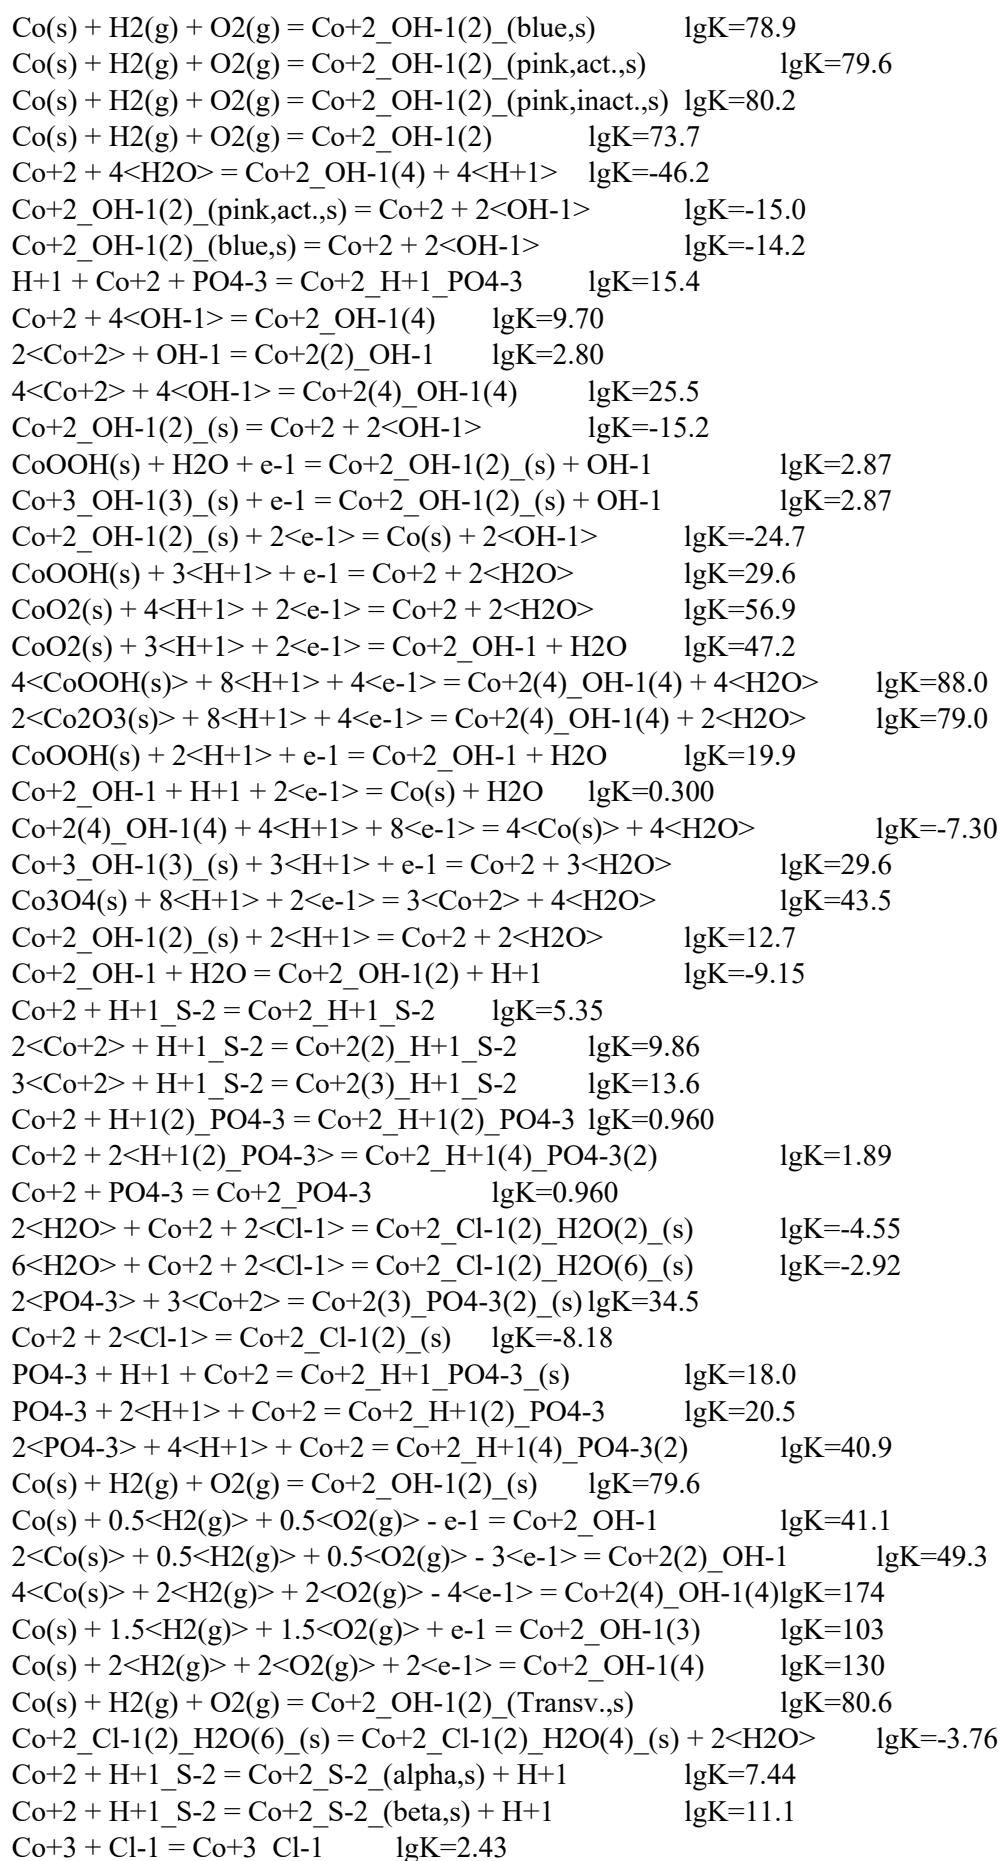 Co(s) + H2(g) + O2(g) = Co+2_OH-1(2)_(blue,s) lgK=78.9
Co(s) + H2(g) + O2(g) = Co+2_OH-1(2)_(pink,act.,s) lgK=79.6
Co(s) + H2(g) + O2(g) = Co+2_OH-1(2)_(pink,inact.,s) lgK=80.2
Co(s) + H2(g) + O2(g) = Co+2_OH-1(2) lgK=73.7
Co+2 + 4<H2O> = Co+2_OH-1(4) + 4<H+1> lgK=-46.2
Co+2_OH-1(2)_(pink,act.,s) = Co+2 + 2<OH-1> lgK=-15.0
Co+2_OH-1(2)_(blue,s) = Co+2 + 2<OH-1> lgK=-14.2
H+1 + Co+2 + PO4-3 = Co+2_H+1_PO4-3 lgK=15.4
Co+2 + 4<OH-1> = Co+2_OH-1(4) lgK=9.70
2<Co+2> + OH-1 = Co+2(2)_OH-1 lgK=2.80
4<Co+2> + 4<OH-1> = Co+2(4)_OH-1(4) lgK=25.5
Co+2_OH-1(2)_(s) = Co+2 + 2<OH-1> lgK=-15.2
CoOOH(s) + H2O + e-1 = Co+2_OH-1(2)_(s) + OH-1 lgK=2.87
Co+3_OH-1(3)_(s) + e-1 = Co+2_OH-1(2)_(s) + OH-1 lgK=2.87
Co+2_OH-1(2)_(s) + 2<e-1> = Co(s) + 2<OH-1> lgK=-24.7
CoOOH(s) + 3<H+1> + e-1 = Co+2 + 2<H2O> lgK=29.6
CoO2(s) + 4<H+1> + 2<e-1> = Co+2 + 2<H2O> lgK=56.9
CoO2(s) + 3<H+1> + 2<e-1> = Co+2_OH-1 + H2O lgK=47.2
4<CoOOH(s)> + 8<H+1> + 4<e-1> = Co+2(4)_OH-1(4) + 4<H2O> lgK=88.0
2<Co2O3(s)> + 8<H+1> + 4<e-1> = Co+2(4)_OH-1(4) + 2<H2O> lgK=79.0
CoOOH(s) + 2<H+1> + e-1 = Co+2_OH-1 + H2O lgK=19.9
Co+2_OH-1 + H+1 + 2<e-1> = Co(s) + H2O lgK=0.300
Co+2(4)_OH-1(4) + 4<H+1> + 8<e-1> = 4<Co(s)> + 4<H2O> lgK=-7.30
Co+3_OH-1(3)_(s) + 3<H+1> + e-1 = Co+2 + 3<H2O> lgK=29.6
Co3O4(s) + 8<H+1> + 2<e-1> = 3<Co+2> + 4<H2O> lgK=43.5
Co+2_OH-1(2)_(s) + 2<H+1> = Co+2 + 2<H2O> lgK=12.7
Co+2_OH-1 + H2O = Co+2_OH-1(2) + H+1 lgK=-9.15
Co+2 + H+1_S-2 = Co+2_H+1_S-2 lgK=5.35
2<Co+2> + H+1_S-2 = Co+2(2)_H+1_S-2 lgK=9.86
3<Co+2> + H+1_S-2 = Co+2(3)_H+1_S-2 lgK=13.6
Co+2 + H+1(2)_PO4-3 = Co+2_H+1(2)_PO4-3 lgK=0.960
Co+2 + 2<H+1(2)_PO4-3> = Co+2_H+1(4)_PO4-3(2) lgK=1.89
Co+2 + PO4-3 = Co+2_PO4-3 lgK=0.960
2<H2O> + Co+2 + 2<Cl-1> = Co+2_Cl-1(2)_H2O(2)_(s) lgK=-4.55
6<H2O> + Co+2 + 2<Cl-1> = Co+2_Cl-1(2)_H2O(6)_(s) lgK=-2.92
2<PO4-3> + 3<Co+2> = Co+2(3)_PO4-3(2)_(s) lgK=34.5
Co+2 + 2<Cl-1> = Co+2_Cl-1(2)_(s) lgK=-8.18
PO4-3 + H+1 + Co+2 = Co+2_H+1_PO4-3_(s) lgK=18.0
PO4-3 + 2<H+1> + Co+2 = Co+2_H+1(2)_PO4-3 lgK=20.5
2<PO4-3> + 4<H+1> + Co+2 = Co+2_H+1(4)_PO4-3(2) lgK=40.9
Co(s) + H2(g) + O2(g) = Co+2_OH-1(2)_(s) lgK=79.6
Co(s) + 0.5<H2(g)> + 0.5<O2(g)> - e-1 = Co+2_OH-1 lgK=41.1
2<Co(s)> + 0.5<H2(g)> + 0.5<O2(g)> - 3<e-1> = Co+2(2)_OH-1 lgK=49.3
4<Co(s)> + 2<H2(g)> + 2<O2(g)> - 4<e-1> = Co+2(4)_OH-1(4)lgK=174
Co(s) + 1.5<H2(g)> + 1.5<O2(g)> + e-1 = Co+2_OH-1(3) lgK=103
Co(s) + 2<H2(g)> + 2<O2(g)> + 2<e-1> = Co+2_OH-1(4) lgK=130
Co(s) + H2(g) + O2(g) = Co+2_OH-1(2)_(Transv.,s) lgK=80.6
Co+2_Cl-1(2)_H2O(6)_(s) = Co+2_Cl-1(2)_H2O(4)_(s) + 2<H2O> lgK=-3.76
Co+2 + H+1_S-2 = Co+2_S-2_(alpha,s) + H+1 lgK=7.44
Co+2 + H+1_S-2 = Co+2_S-2_(beta,s) + H+1 lgK=11.1
Co+3 + Cl-1 = Co+3_Cl-1 lgK=2.43